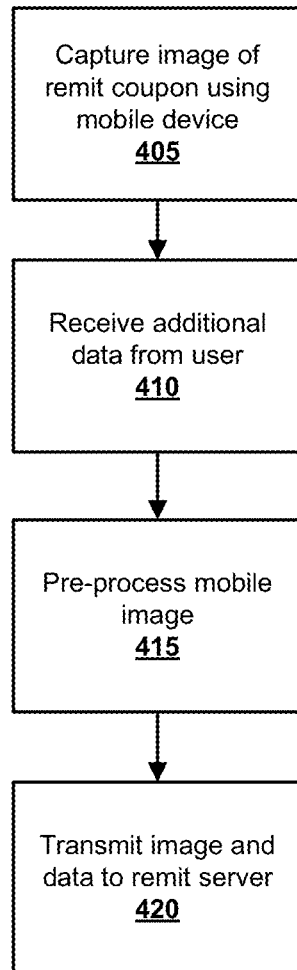 Capture image of
remit coupon using
mobile device
405
Receive additional
data from user
410
Pre-process mobile
image
415
Transmit image and
data to remit server
420